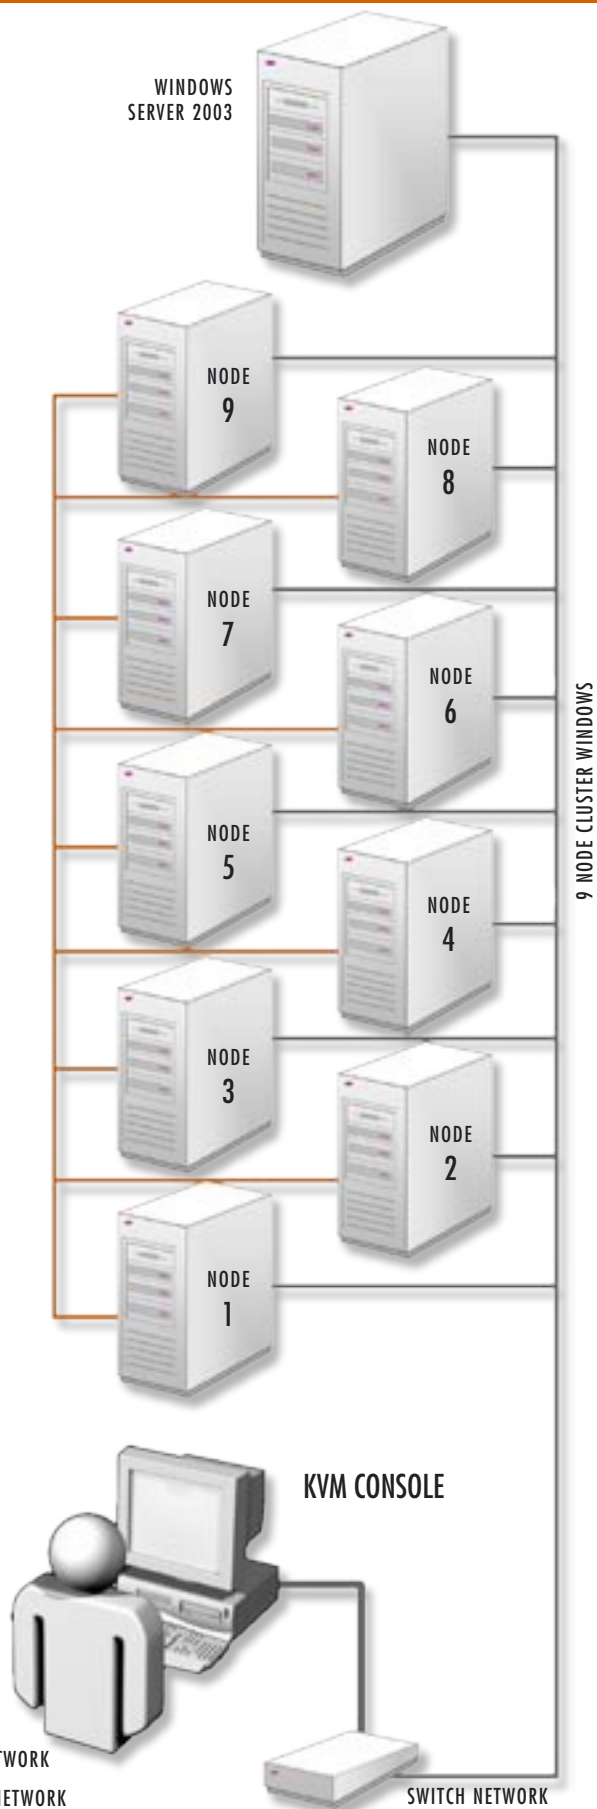 WINDOWS
SERVER 2003
NODE
9
NODE
8
NODE
7
NODE
6
NODE
5
NODE
4
NODE
3
NODE
2
NODE
1
9 NODE CLUSTER WINDOWS
KVM CONSOLE
NETWORK
SWITCH NETWORK